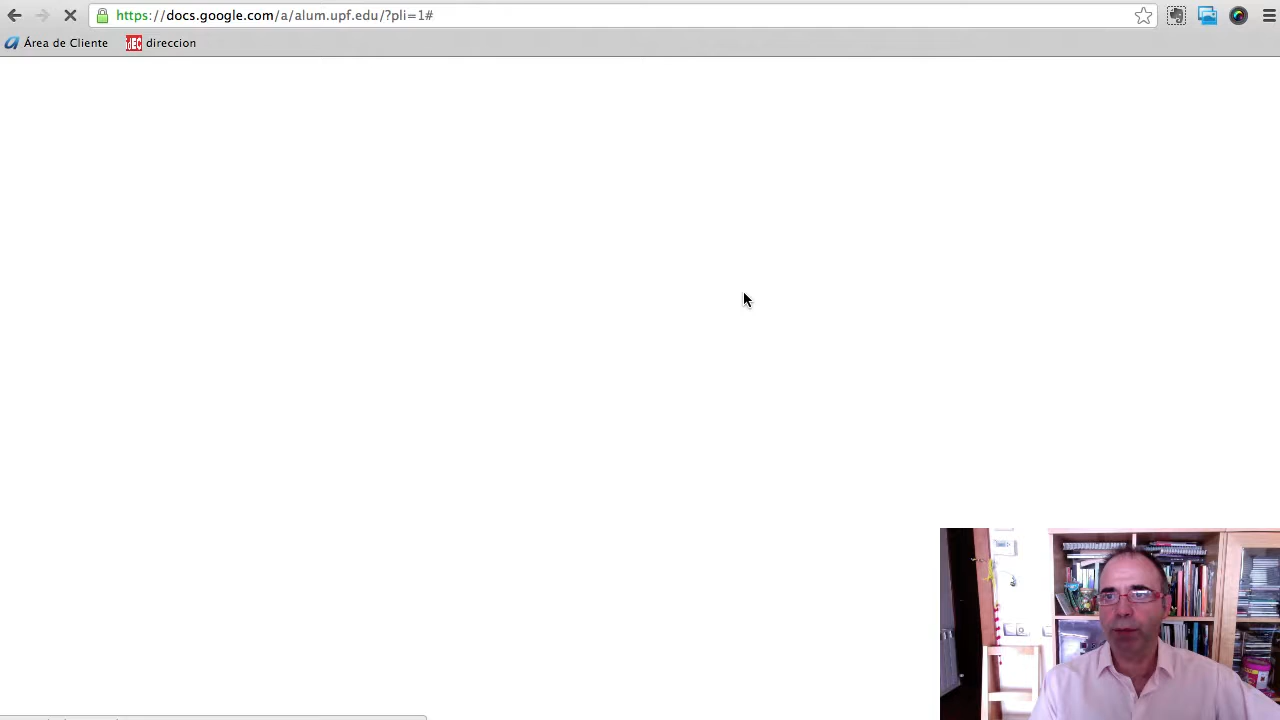 https://docs.google.com/a/alum.upf.edu/?pli=1#
Área de Cliente
direccion